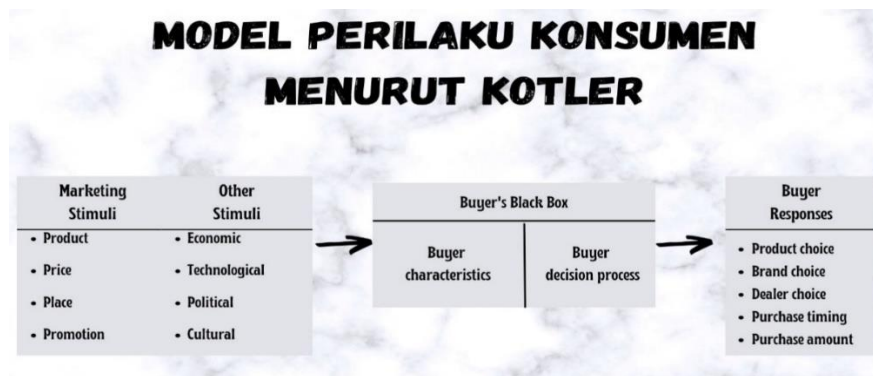 MODEL PERILAKU KONSUMEN
MENURUT KOTLER
Marketing
Stimuli
• Product
• Price
• Place
• Promotion
Other
Stimuli
• Economic
• Technological
• Political
• Cultural
Buyer's Black Box
Buyer
characteristics
Buyer
decision process
Buyer
Responses
• Product choice
• Brand choice
• Dealer choice
• Purchase timing
• Purchase amount